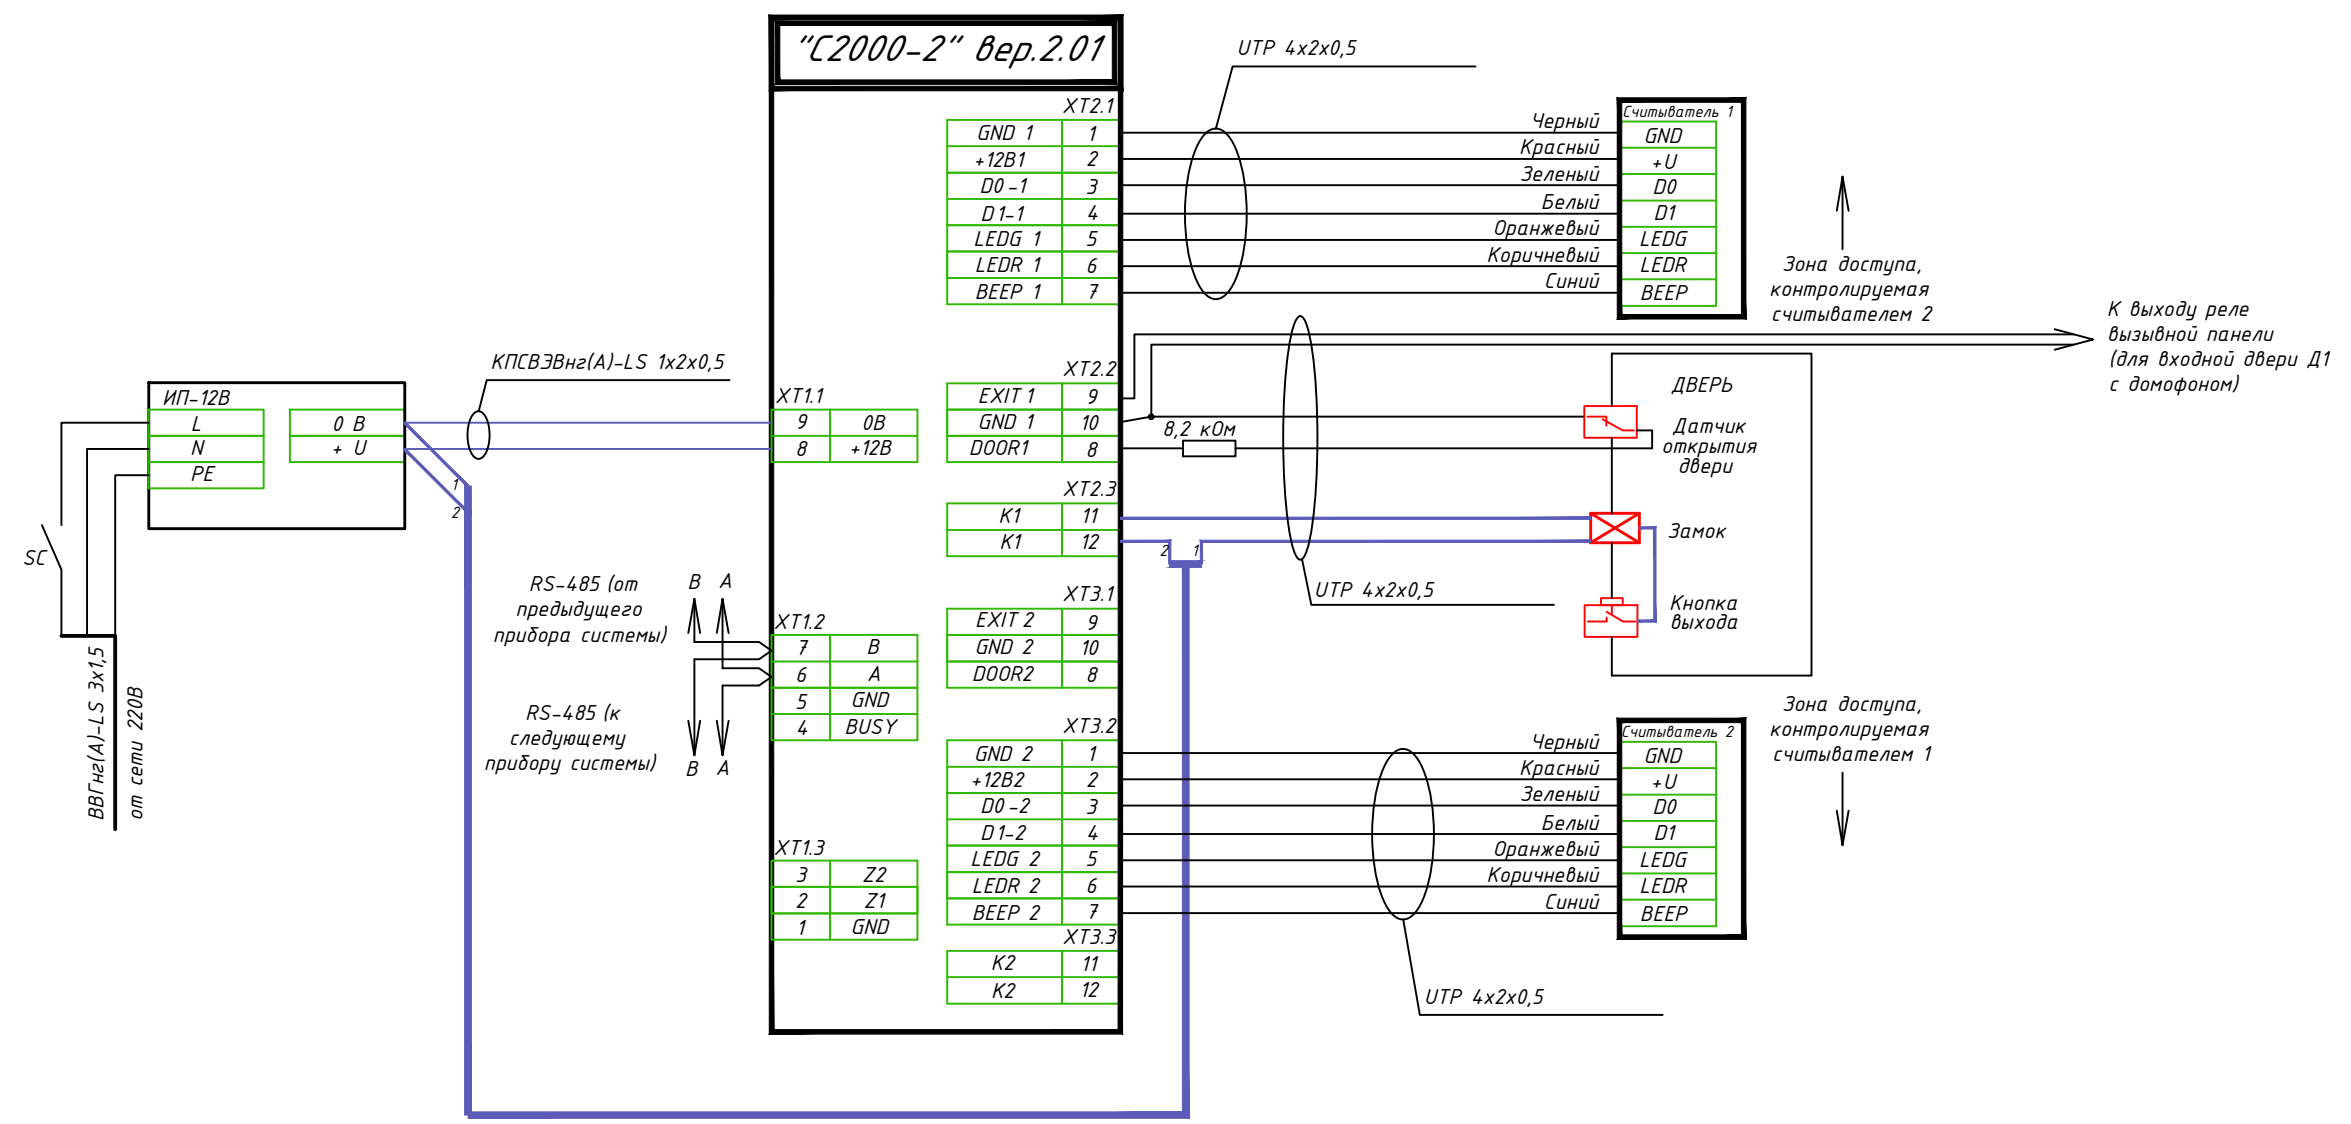 "С2000-2" вер.2.01
UTP 4х2х0,5
XT2.1
GND 1 1
+12В1 2
D0-1 3
D1-1 4
LEDG 1 5
LEDR 1 6
BEEP 1 7
Черный
Красный
Зеленый
Белый
Оранжевый
Коричневый
Синий
Считыватель 1
GND
+U
D0
D1
LEDG
LEDR
BEEP
Зона доступа,
контролируемая
считывателем 2
К выходу реле
вызывной панели
(для входной двери Д1
с домофоном)
КПСВЭВнг(А)-LS 1х2х0,5
ИП-12В
L
N
PE
0 В
+ U
XT1.1
9 0В
8 +12В
XT2.2
EXIT 1 9
GND 1 10
DOOR1 8
8,2 кОм
ДВЕРЬ
Датчик
открытия
двери
1
2
XT2.3
K1 11
K1 12
2
1
Замок
SC
UTP 4х2х0,5
Кнопка
выхода
RS-485 (от
предыдущего
прибора системы)
В А
XT1.2
7 B
6 A
5 GND
4 BUSY
RS-485 (к
следующему
прибору системы)
В А
XT3.1
EXIT 2 9
GND 2 10
DOOR2 8
ВВГнг(А)-LS 3х1,5
от сети 220В
XT3.2
GND 2 1
+12В2 2
D0-2 3
D1-2 4
LEDG 2 5
LEDR 2 6
BEEP 2 7
Черный
Красный
Зеленый
Белый
Оранжевый
Коричневый
Синий
Считыватель 2
GND
+U
D0
D1
LEDG
LEDR
BEEP
Зона доступа,
контролируемая
считывателем 1
XT1.3
3 Z2
2 Z1
1 GND
XT3.3
K2 11
K2 12
UTP 4х2х0,5